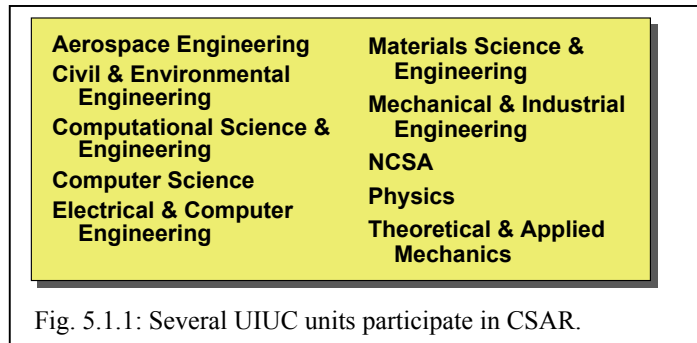 Aerospace Engineering
Civil & Environmental
Engineering
Computational Science &
Engineering
Computer Science
Electrical & Computer
Engineering
Materials Science &
Engineering
Mechanical & Industrial
Engineering
NCSA
Physics
Theoretical & Applied
Mechanics
Fig. 5.1.1: Several UIUC units participate in CSAR.